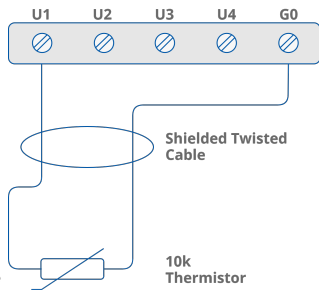 U1 U2 U3 U4 G0
Shielded Twisted
Cable
10k
Thermistor